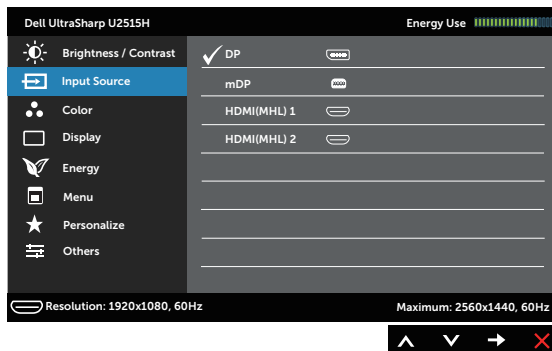 Dell UltraSharp U2515H Energy Use
Brightness / Contrast DP
Input Source mDP
Color HDMI(MHL) 1
Display HDMI(MHL) 2
Energy
Menu
Personalize
Others
Resolution: 1920x1080, 60Hz Maximum: 2560x1440, 60Hz